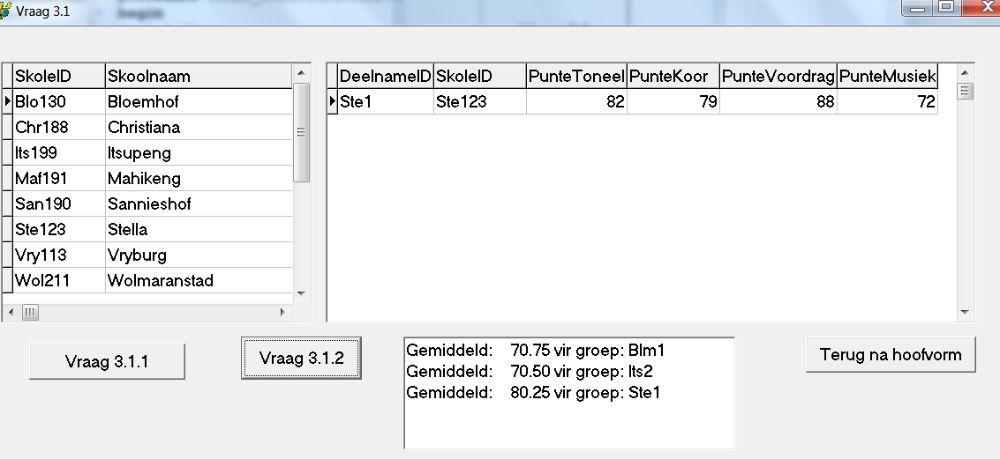 Vraag 3.1
begin
SkoleID Skoolnaam
Blo130 Bloemhof
Chr188 Christiana
Its199 Itsupeng
Maf191 Mahikeng
San190 Sannieshof
Ste123 Stella
Vry113 Vryburg
Wol211 Wolmaranstad
DeelnameID SkoleID PunteToneel PunteKoor PunteVoordrag PunteMusiek
Ste1 Ste123 82 79 88 72
Vraag 3.1.1
Vraag 3.1.2
Gemiddeld: 70.75 vir groep: Blm1
Gemiddeld: 70.50 vir groep: Its2
Gemiddeld: 80.25 vir groep: Ste1
Terug na hoofvorm